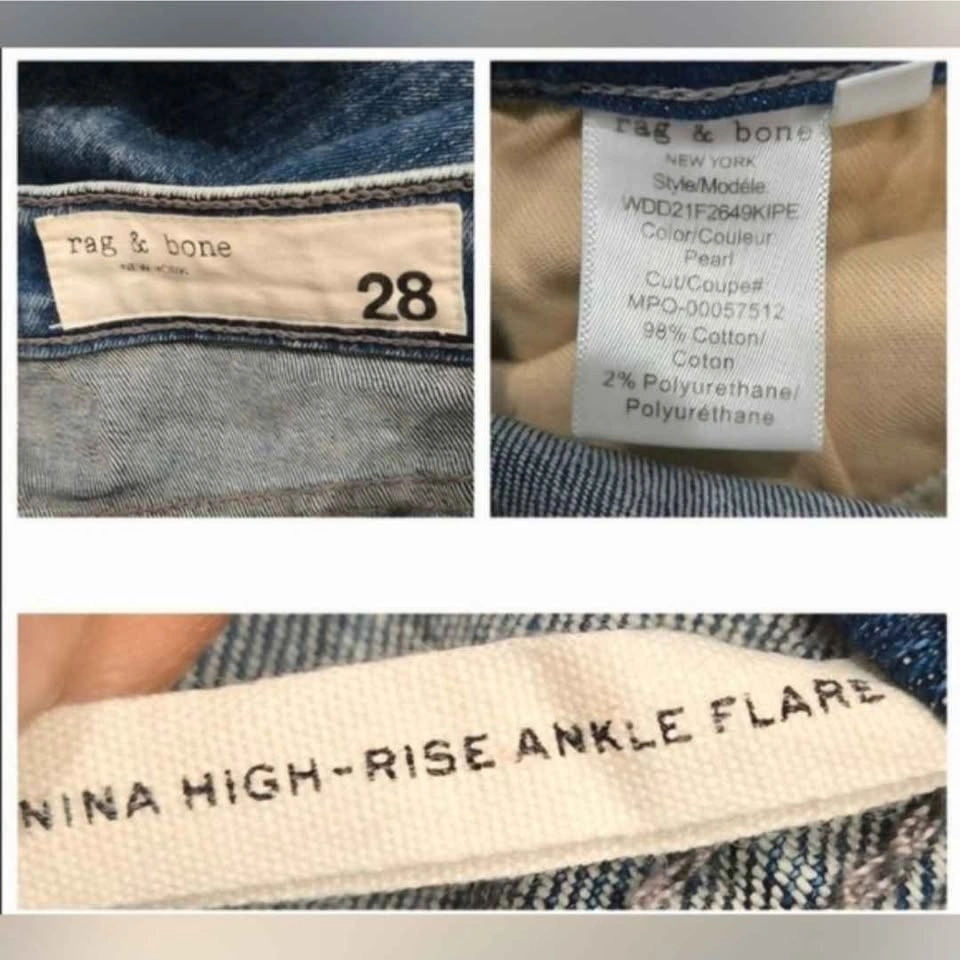 rag & bone
NEW YORK
28
rag & bone
NEW YORK
Style/Modéle:
WDD21F2649KIPE
Color/Couleur:
Pearl
Cut/Coupe#
MPO-00057512
98% Cotton/
Coton
2% Polyurethane/
Polyuréthane
NINA HIGH-RISE ANKLE FLARE